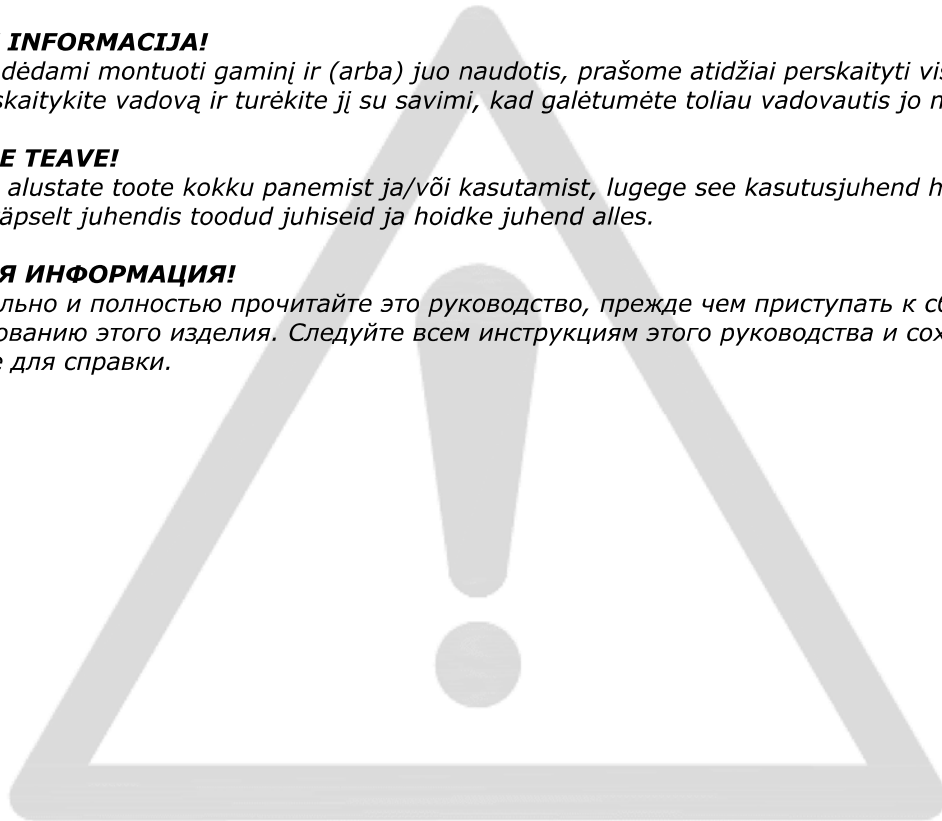 INFORMACIJA!
dėdami montuoti gaminį ir (arba) juo naudotis, prašome atidžiai perskaityti vis
skaitykite vadovą ir turėkite jį su savimi, kad galėtumėte toliau vadovautis jo n
E TEAVE!
alustate toote kokku panemist ja/või kasutamist, lugege see kasutusjuhend h
äpselt juhendis toodud juhiseid ja hoidke juhend alles.
Я ИНФОРМАЦИЯ!
льно и полностью прочитайте это руководство, прежде чем приступать к сб
ованию этого изделия. Следуйте всем инструкциям этого руководства и сох
е для справки.